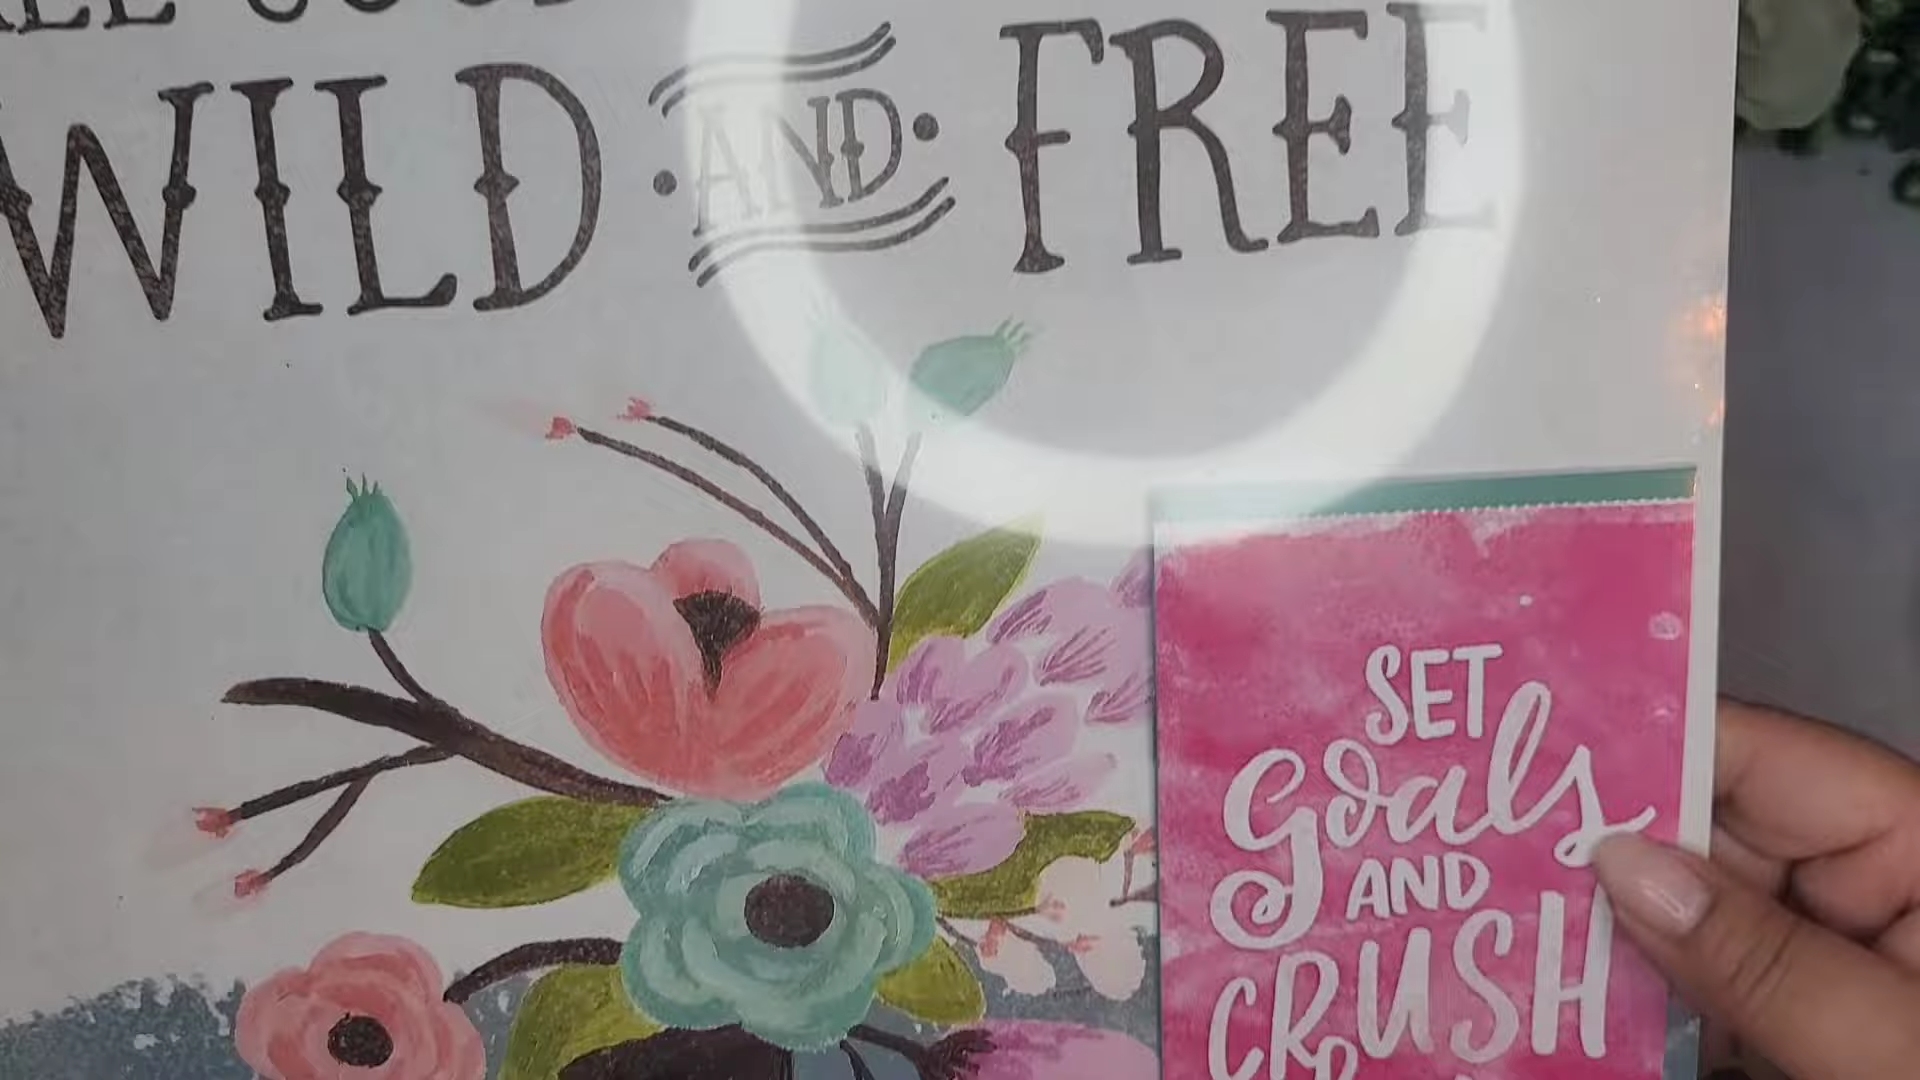 WILD AND FREE
SET
Goals
AND
CRUSH